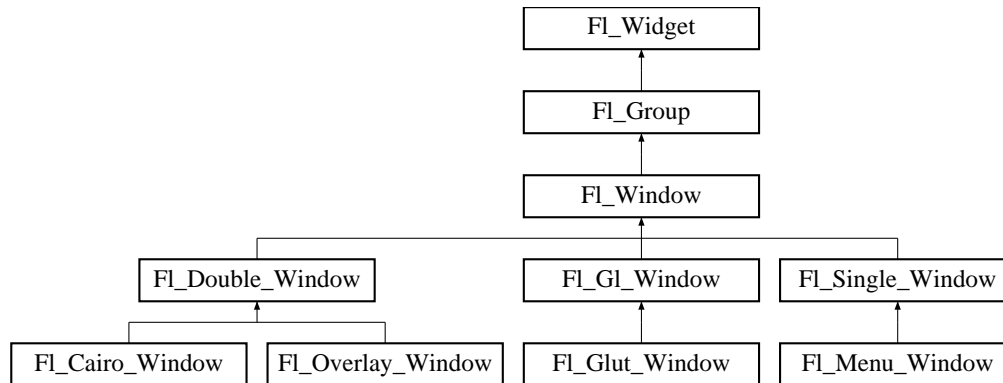 Fl_Widget
Fl_Group
Fl_Window
Fl_Double_Window
Fl_Gl_Window
Fl_Single_Window
Fl_Cairo_Window
Fl_Overlay_Window
Fl_Glut_Window
Fl_Menu_Window